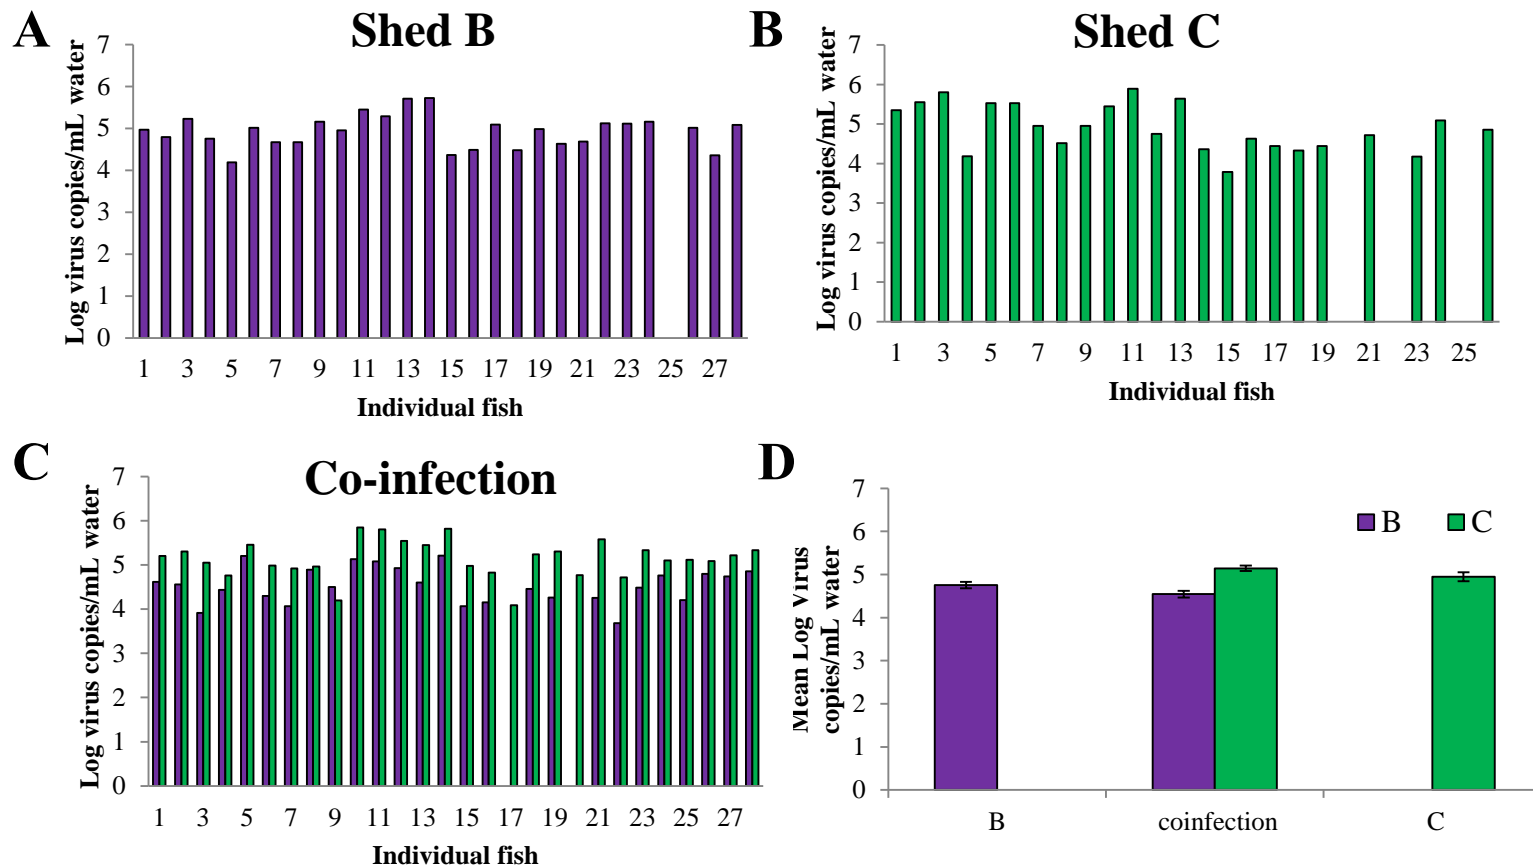 A
Shed B
Log virus copies/mL water
7
6
5
4
3
2
1
0
1 3 5 7 9 11 13 15 17 19 21 23 25 27
Individual fish
B
Shed C
Log virus copies/mL water
7
6
5
4
3
2
1
0
1 3 5 7 9 11 13 15 17 19 21 23 25
Individual fish
C
Co-infection
Log virus copies/mL water
7
6
5
4
3
2
1
0
1 3 5 7 9 11 13 15 17 19 21 23 25 27
Individual fish
D
Mean Log Virus
copies/mL water
7
6
5
4
3
2
1
0
B C
B coinfection C